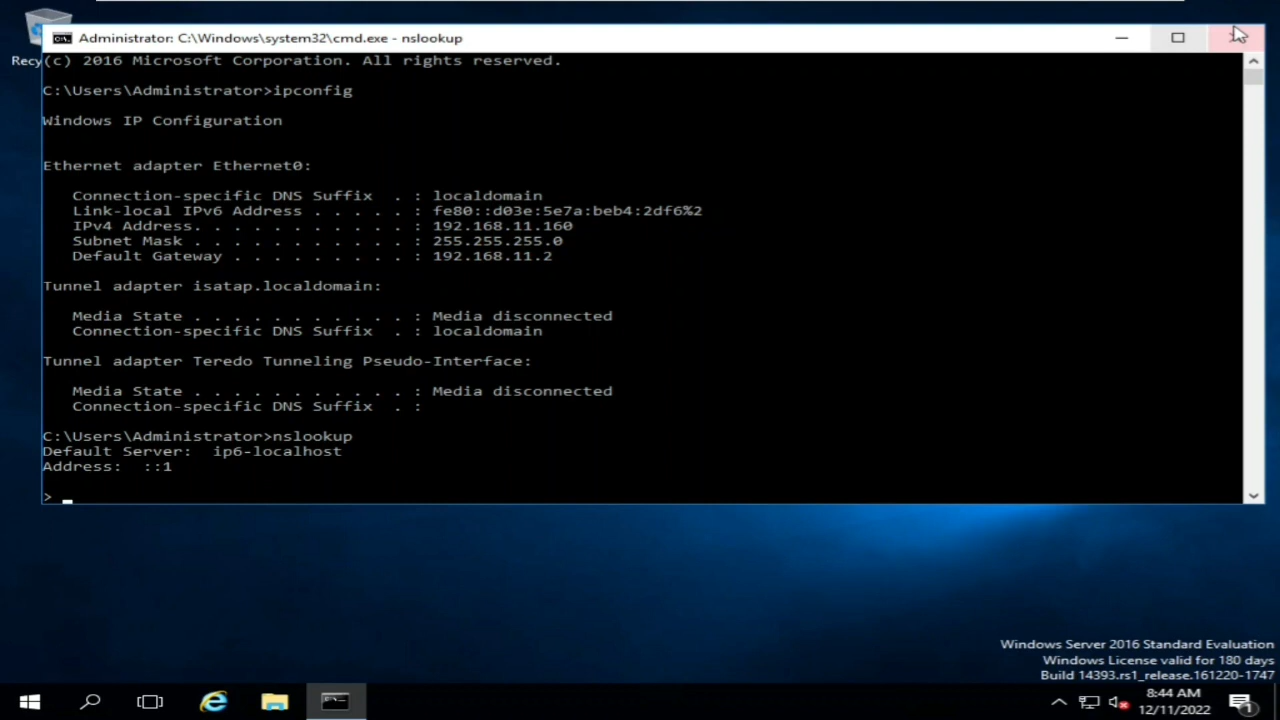 Recy
Administrator: C:\Windows\system32\cmd.exe - nslookup
(c) 2016 Microsoft Corporation. All rights reserved.
C:\Users\Administrator>ipconfig
Windows IP Configuration
Ethernet adapter Ethernet0:
Connection-specific DNS Suffix  . : localdomain
Link-local IPv6 Address . . . . . : fe80::d03e:5e7a:beb4:2df6%2
IPv4 Address. . . . . . . . . . . : 192.168.11.160
Subnet Mask . . . . . . . . . . . : 255.255.255.0
Default Gateway . . . . . . . . . : 192.168.11.2
Tunnel adapter isatap.localdomain:
Media State . . . . . . . . . . . : Media disconnected
Connection-specific DNS Suffix  . : localdomain
Tunnel adapter Teredo Tunneling Pseudo-Interface:
Media State . . . . . . . . . . . : Media disconnected
Connection-specific DNS Suffix  . :
C:\Users\Administrator>nslookup
Default Server:  ip6-localhost
Address:  ::1
> _
Windows Server 2016 Standard Evaluation
Windows License valid for 180 days
Build 14393.rs1_release.161220-1747
8:44 AM
12/11/2022
1